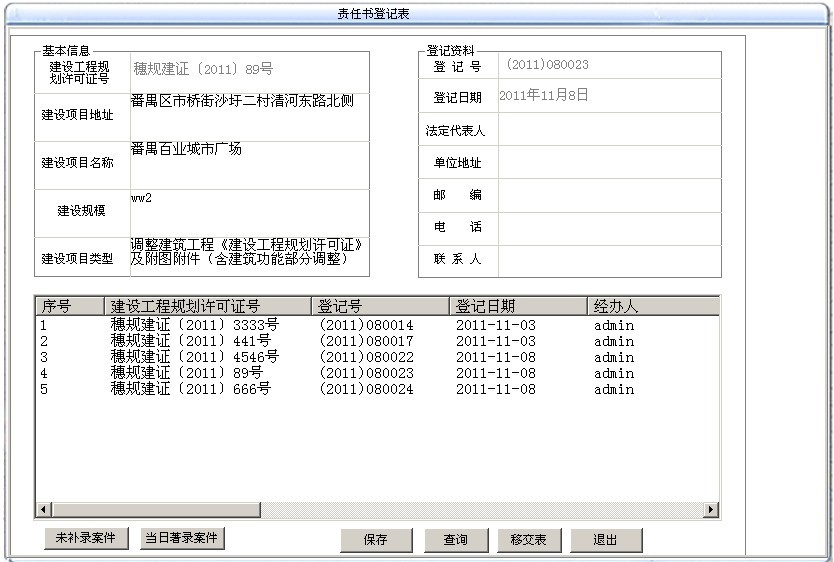 责任书登记表
基本信息
建设工程规
划许可证号
穗规建证〔2011〕89号
建设项目地址
番禺区市桥街沙圩二村清河东路北侧
建设项目名称
番禺百业城市广场
建设规模
ww2
建设项目类型
调整建筑工程《建设工程规划许可证》
及附图附件（含建筑功能部分调整）
登记资料
登 记 号
(2011)080023
登记日期
2011年11月8日
法定代表人
单位地址
邮 编
电 话
联 系 人
序号 建设工程规划许可证号 登记号 登记日期 经办人
1 穗规建证〔2011〕3333号 (2011)080014 2011-11-03 admin
2 穗规建证〔2011〕441号 (2011)080017 2011-11-03 admin
3 穗规建证〔2011〕4546号 (2011)080022 2011-11-08 admin
4 穗规建证〔2011〕89号 (2011)080023 2011-11-08 admin
5 穗规建证〔2011〕666号 (2011)080024 2011-11-08 admin
未补录案件 当日著录案件 保存 查询 移交表 退出